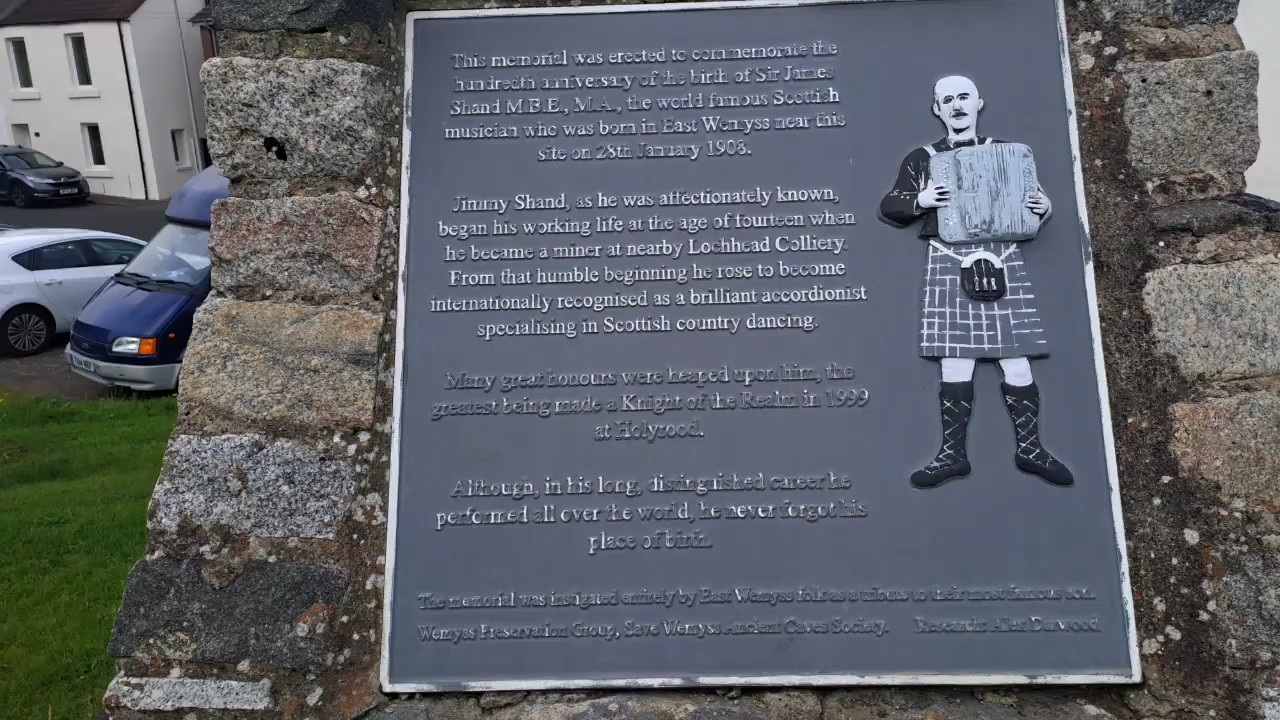 This memorial was erected to commemorate the
hundredth anniversary of the birth of Sir James
Shand M.B.E., M.A., the world famous Scottish
musician who was born in East Wemyss near this
site on 28th January 1908.
Jimmy Shand, as he was affectionately known,
began his working life at the age of fourteen when
he became a miner at nearby Lochhead Colliery.
From that humble beginning he rose to become
internationally recognised as a brilliant accordionist
specialising in Scottish country dancing.
Many great honours were heaped upon him, the
greatest being made a Knight of the Realm in 1999
at Holyrood.
Although, in his long, distinguished career he
performed all over the world, he never forgot his
place of birth.
The memorial was instigated entirely by East Wemyss folk as a tribute to their most famous son.
Wemyss Preservation Group, Save Wemyss Ancient Caves Society. Research: Alex